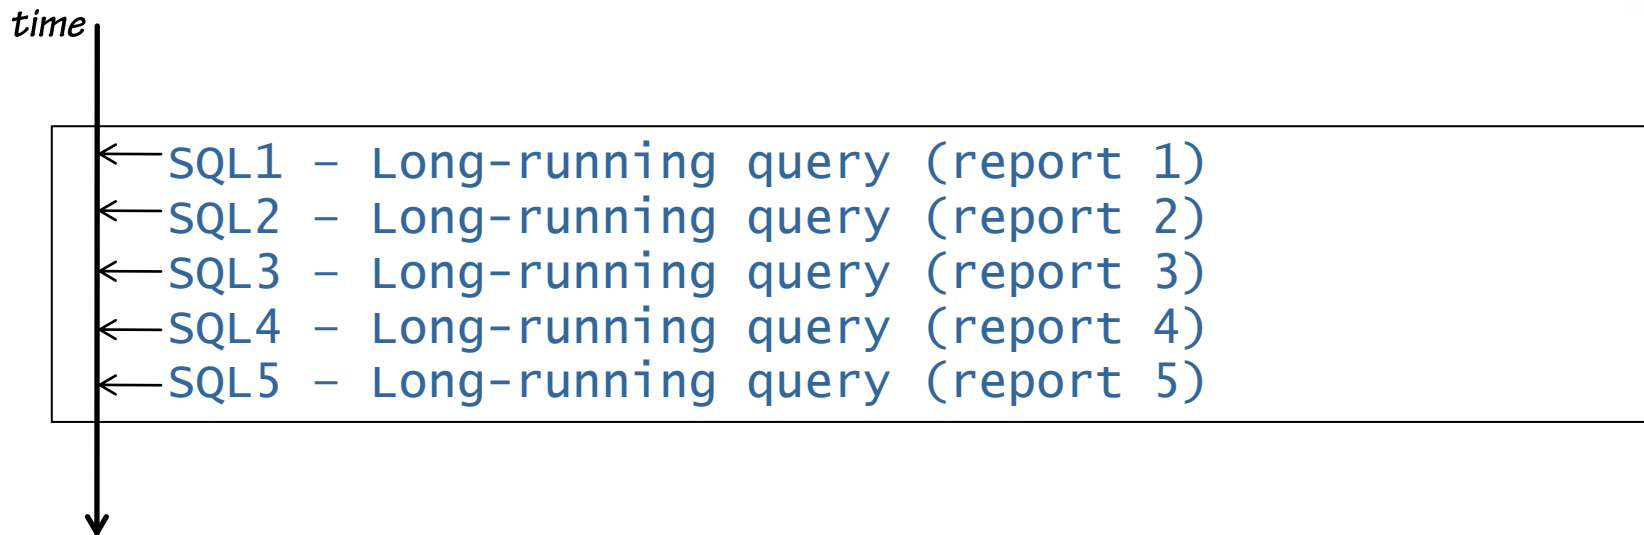 time
SQL1 – Long-running query (report 1)
SQL2 – Long-running query (report 2)
SQL3 – Long-running query (report 3)
SQL4 – Long-running query (report 4)
SQL5 – Long-running query (report 5)